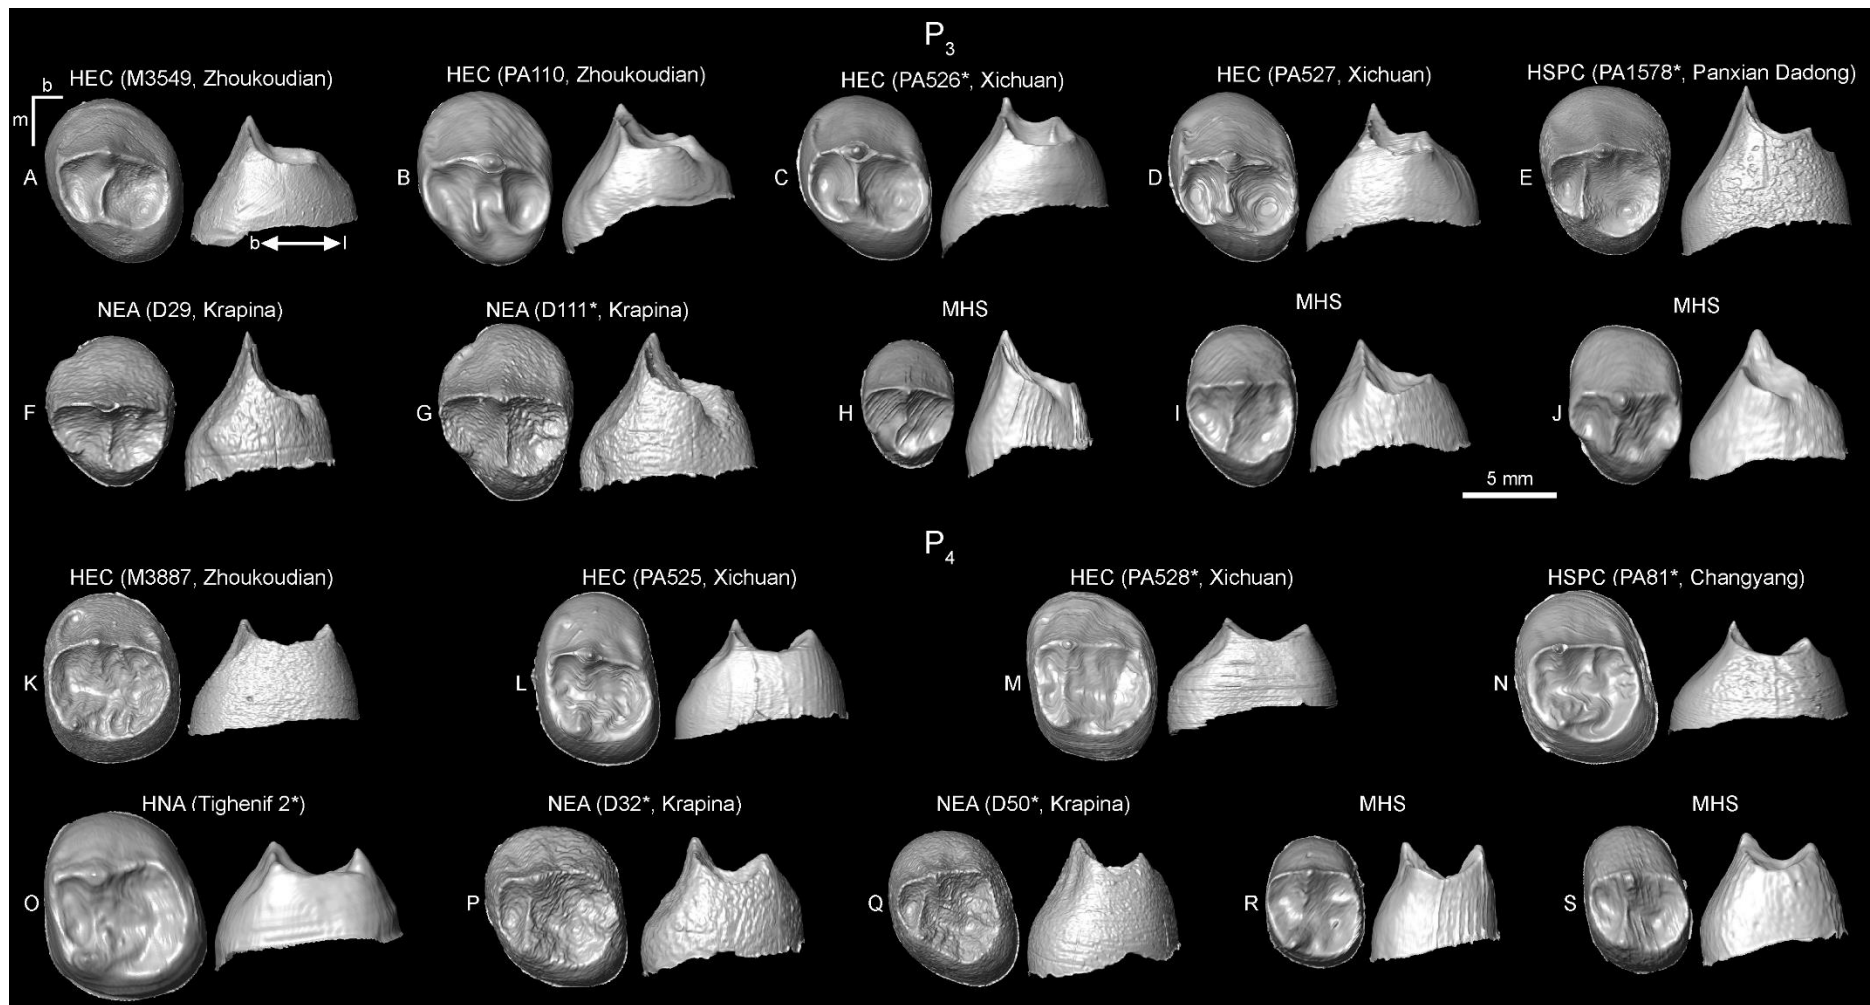 P3
HEC (M3549, Zhoukoudian)
HEC (PA110, Zhoukoudian)
HEC (PA526*, Xichuan)
HEC (PA527, Xichuan)
HSPC (PA1578*, Panxian Dadong)
b
m
A
b
l
B
C
D
E
NEA (D29, Krapina)
NEA (D111*, Krapina)
MHS
MHS
MHS
F
G
H
I
J
5 mm
P4
HEC (M3887, Zhoukoudian)
HEC (PA525, Xichuan)
HEC (PA528*, Xichuan)
HSPC (PA81*, Changyang)
K
L
M
N
HNA (Tighenif 2*)
NEA (D32*, Krapina)
NEA (D50*, Krapina)
MHS
MHS
O
P
Q
R
S